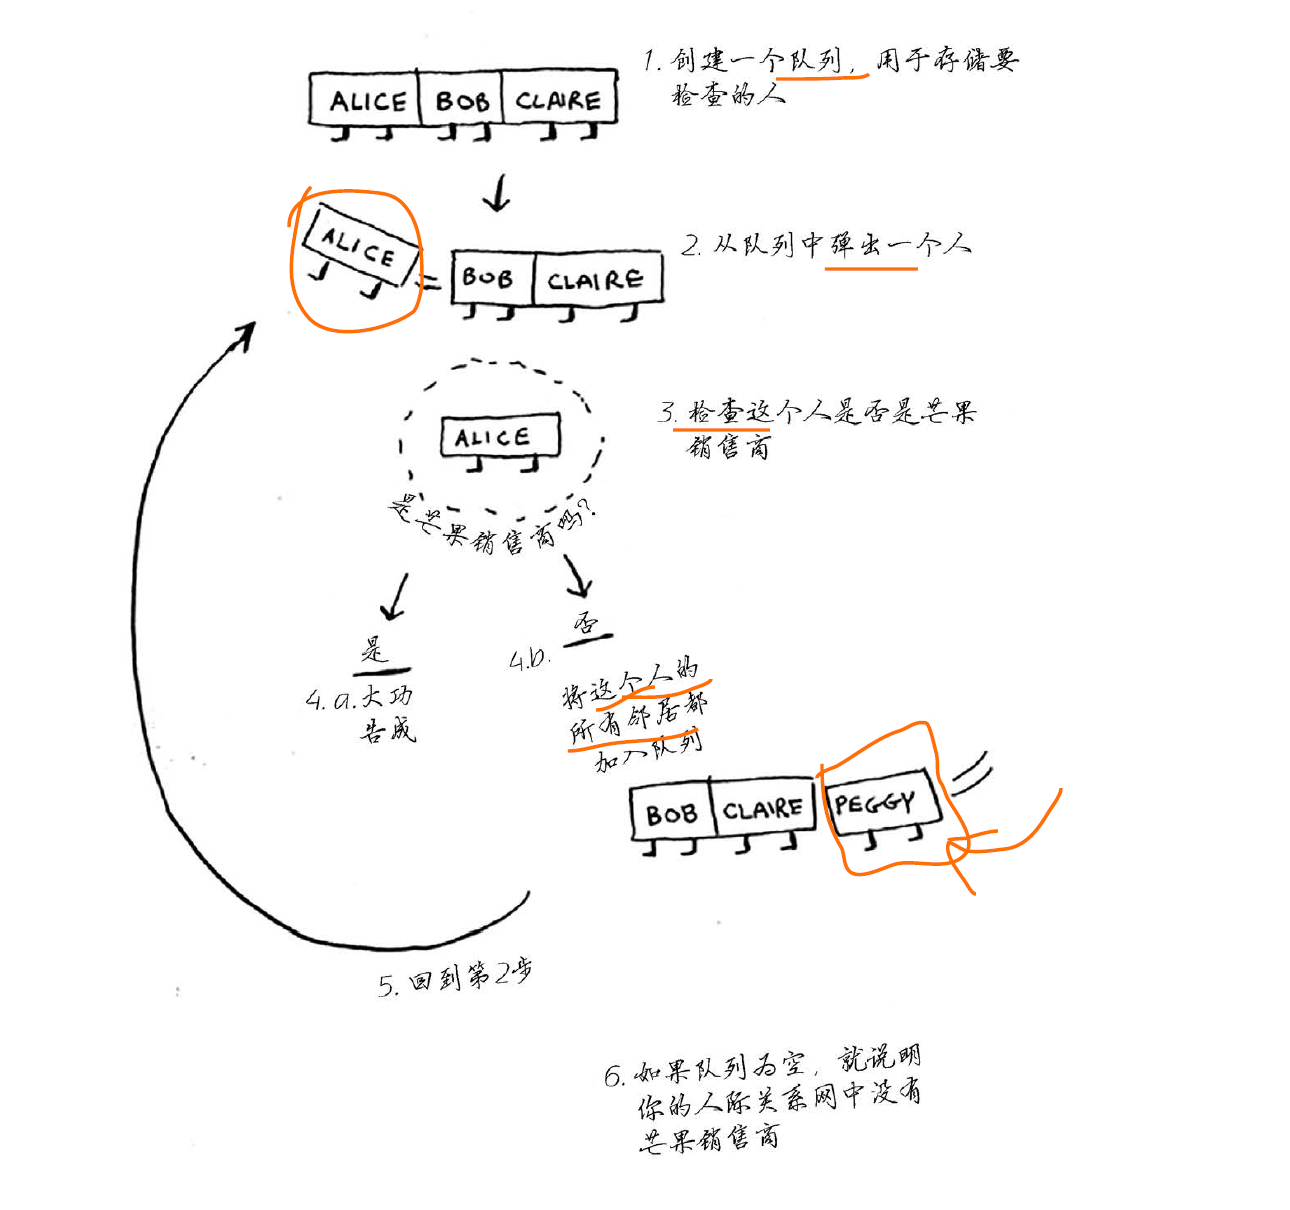 ALICE BOB CLAIRE
1. 创建一个队列，用于存储要
检查的人
ALICE
BOB CLAIRE
2. 从队列中弹出一个人
ALICE
3. 检查这个人是否是芒果
销售商
是芒果销售商吗？
是
4.a. 大功
告成
否
4.b.
将这个人的
所有邻居都
加入队列
BOB CLAIRE PEGGY
5. 回到第2步
6. 如果队列为空，就说明
你的人际关系网中没有
芒果销售商